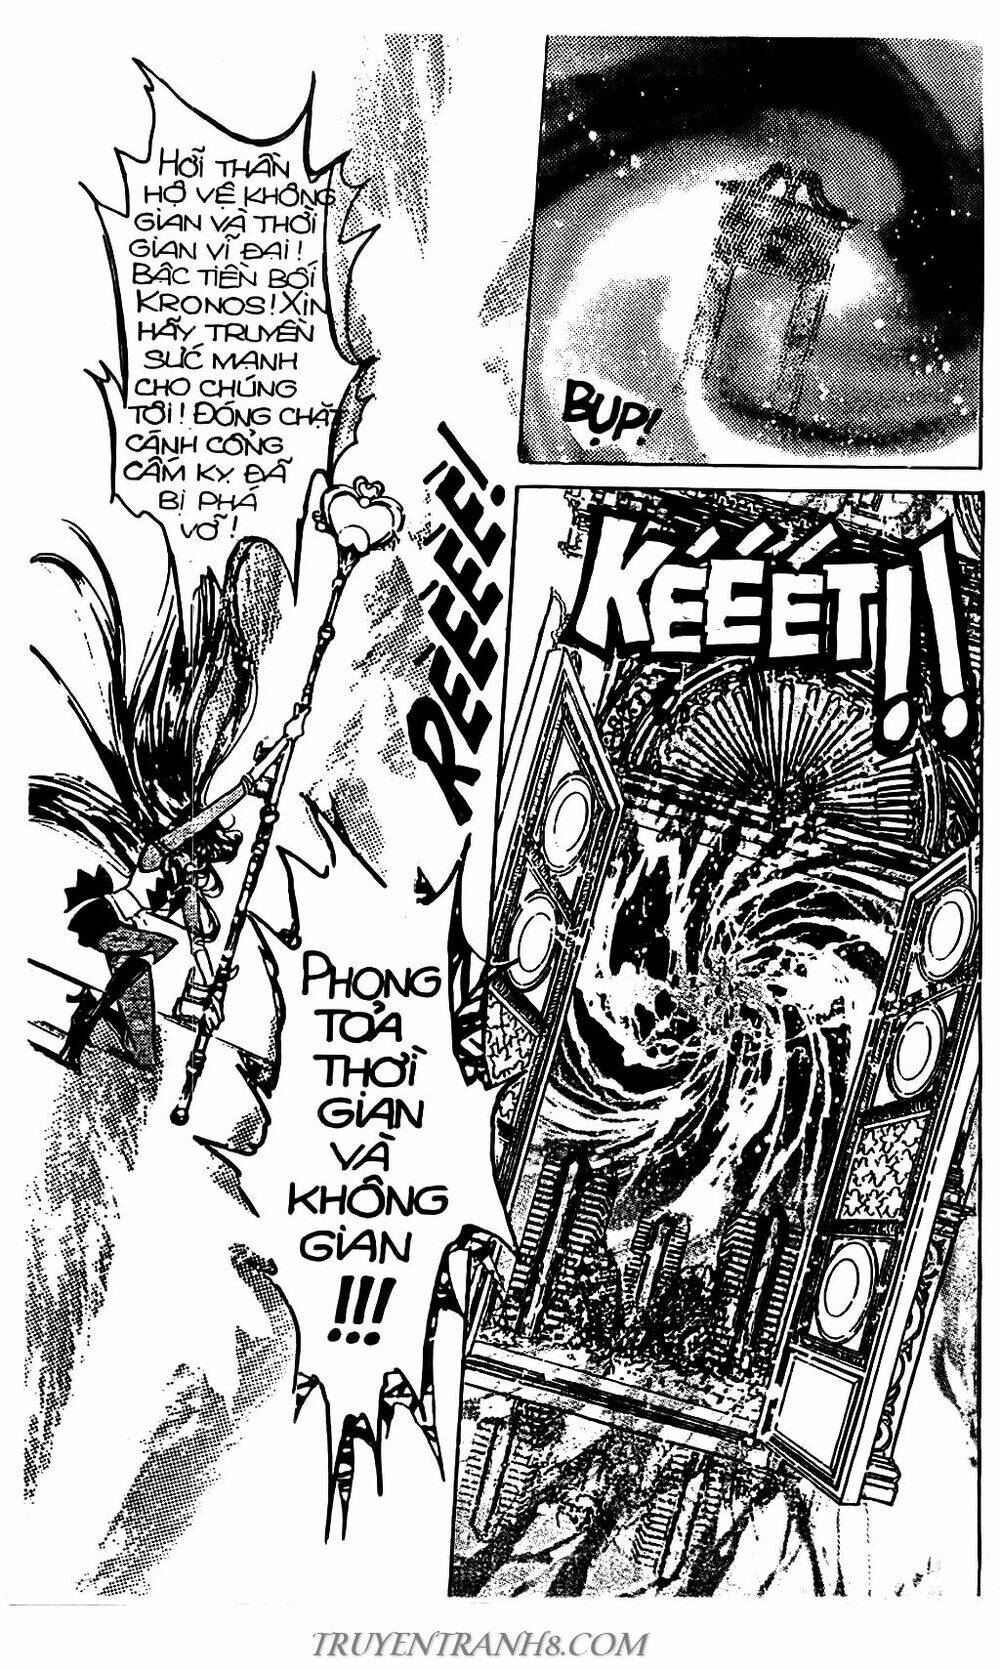 HỠI THẦN
HỘ VỆ KHÔNG
GIAN VÀ THỜI
GIAN VĨ ĐẠI!
BẬC TIỀN BỐI
KRONOS! XIN
HÃY TRUYỀN
SỨC MẠNH
CHO CHÚNG
TÔI! ĐÓNG CHẶT
CÁNH CỔNG
CẤM KỴ ĐÃ
BỊ PHÁ
VỠ!
BỤP!
RÈÉÉÉ!
KÉÉÉÉT!!
PHONG
TỎA
THỜI
GIAN
VÀ
KHÔNG
GIAN
!!!
TRUYENTRANH8.COM